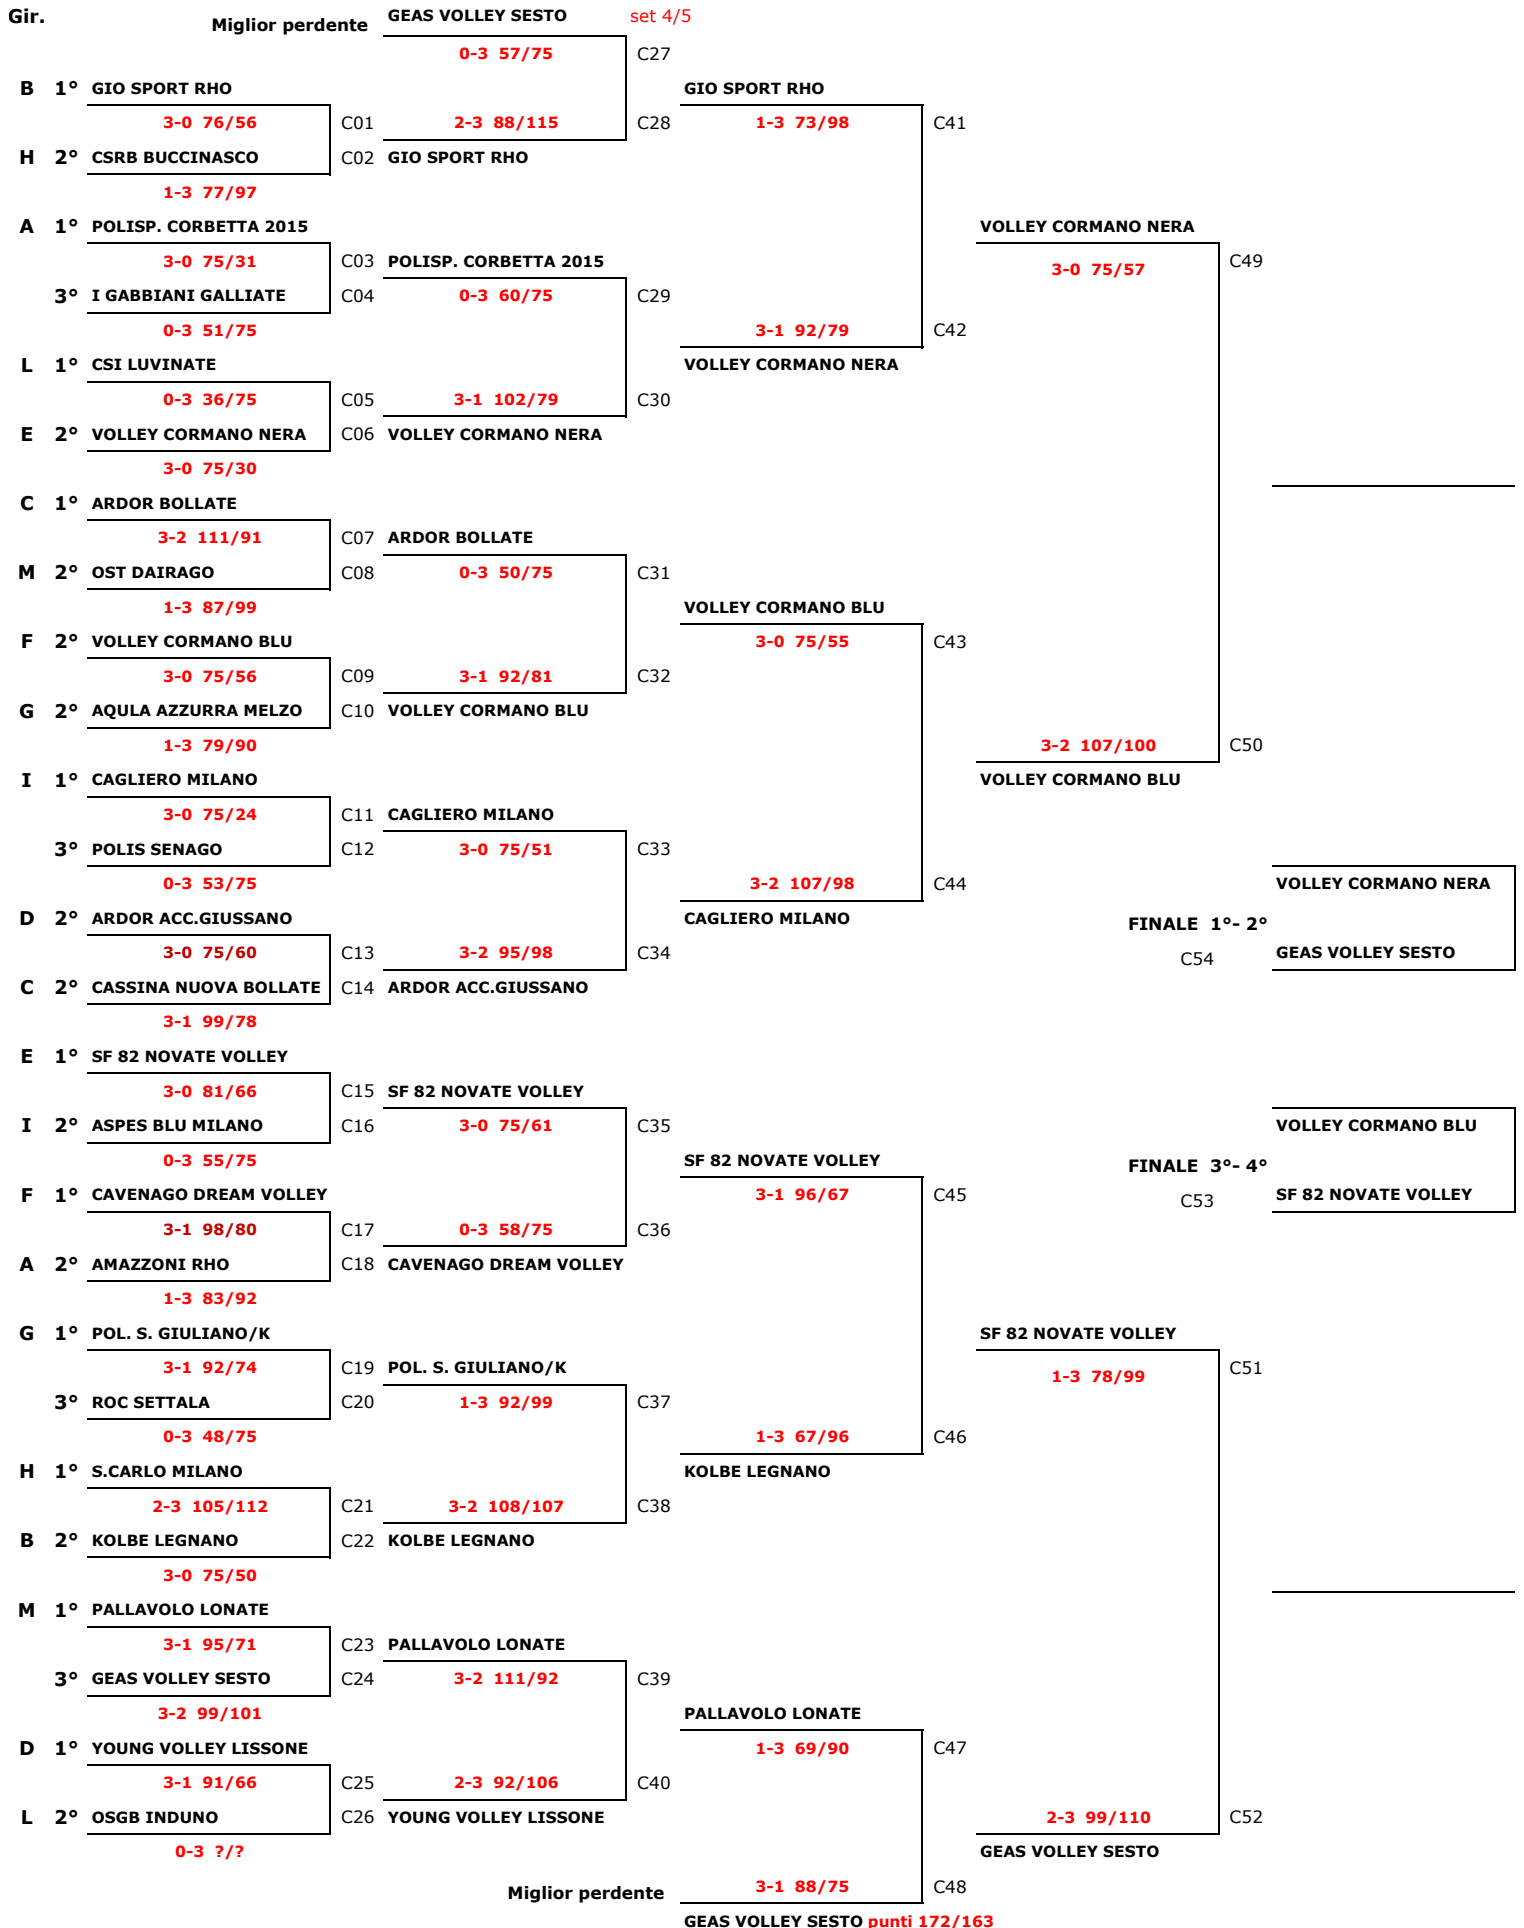 Gir.
Miglior perdente
GEAS VOLLEY SESTO
set 4/5
0-3 57/75
C27
B 1° GIO SPORT RHO
GIO SPORT RHO
3-0 76/56
C01
2-3 88/115
C28
1-3 73/98
C41
H 2° CSRB BUCCINASCO
C02
GIO SPORT RHO
1-3 77/97
A 1° POLISP. CORBETTA 2015
VOLLEY CORMANO NERA
3-0 75/31
C03
POLISP. CORBETTA 2015
3-0 75/57
C49
3° I GABBIANI GALLIATE
C04
0-3 60/75
C29
0-3 51/75
3-1 92/79
C42
L 1° CSI LUVINATE
VOLLEY CORMANO NERA
0-3 36/75
C05
3-1 102/79
C30
E 2° VOLLEY CORMANO NERA
C06
VOLLEY CORMANO NERA
3-0 75/30
C 1° ARDOR BOLLATE
3-2 111/91
C07
ARDOR BOLLATE
M 2° OST DAIRAGO
C08
0-3 50/75
C31
1-3 87/99
VOLLEY CORMANO BLU
F 2° VOLLEY CORMANO BLU
3-0 75/55
C43
3-0 75/56
C09
3-1 92/81
C32
G 2° AQULA AZZURRA MELZO
C10
VOLLEY CORMANO BLU
1-3 79/90
3-2 107/100
C50
I 1° CAGLIERO MILANO
VOLLEY CORMANO BLU
3-0 75/24
C11
CAGLIERO MILANO
3° POLIS SENAGO
C12
3-0 75/51
C33
0-3 53/75
3-2 107/98
C44
VOLLEY CORMANO NERA
D 2° ARDOR ACC.GIUSSANO
CAGLIERO MILANO
FINALE 1°- 2°
3-0 75/60
C13
3-2 95/98
C34
C54
GEAS VOLLEY SESTO
C 2° CASSINA NUOVA BOLLATE
C14
ARDOR ACC.GIUSSANO
3-1 99/78
E 1° SF 82 NOVATE VOLLEY
3-0 81/66
C15
SF 82 NOVATE VOLLEY
I 2° ASPES BLU MILANO
C16
3-0 75/61
C35
VOLLEY CORMANO BLU
0-3 55/75
SF 82 NOVATE VOLLEY
FINALE 3°- 4°
F 1° CAVENAGO DREAM VOLLEY
3-1 96/67
C45
C53
SF 82 NOVATE VOLLEY
3-1 98/80
C17
0-3 58/75
C36
A 2° AMAZZONI RHO
C18
CAVENAGO DREAM VOLLEY
1-3 83/92
G 1° POL. S. GIULIANO/K
SF 82 NOVATE VOLLEY
3-1 92/74
C19
POL. S. GIULIANO/K
1-3 78/99
C51
3° ROC SETTALA
C20
1-3 92/99
C37
0-3 48/75
1-3 67/96
C46
H 1° S.CARLO MILANO
KOLBE LEGNANO
2-3 105/112
C21
3-2 108/107
C38
B 2° KOLBE LEGNANO
C22
KOLBE LEGNANO
3-0 75/50
M 1° PALLAVOLO LONATE
3-1 95/71
C23
PALLAVOLO LONATE
3° GEAS VOLLEY SESTO
C24
3-2 111/92
C39
3-2 99/101
PALLAVOLO LONATE
D 1° YOUNG VOLLEY LISSONE
1-3 69/90
C47
3-1 91/66
C25
2-3 92/106
C40
L 2° OSGB INDUNO
C26
YOUNG VOLLEY LISSONE
2-3 99/110
C52
0-3 ?/?
GEAS VOLLEY SESTO
Miglior perdente
3-1 88/75
C48
GEAS VOLLEY SESTO punti 172/163